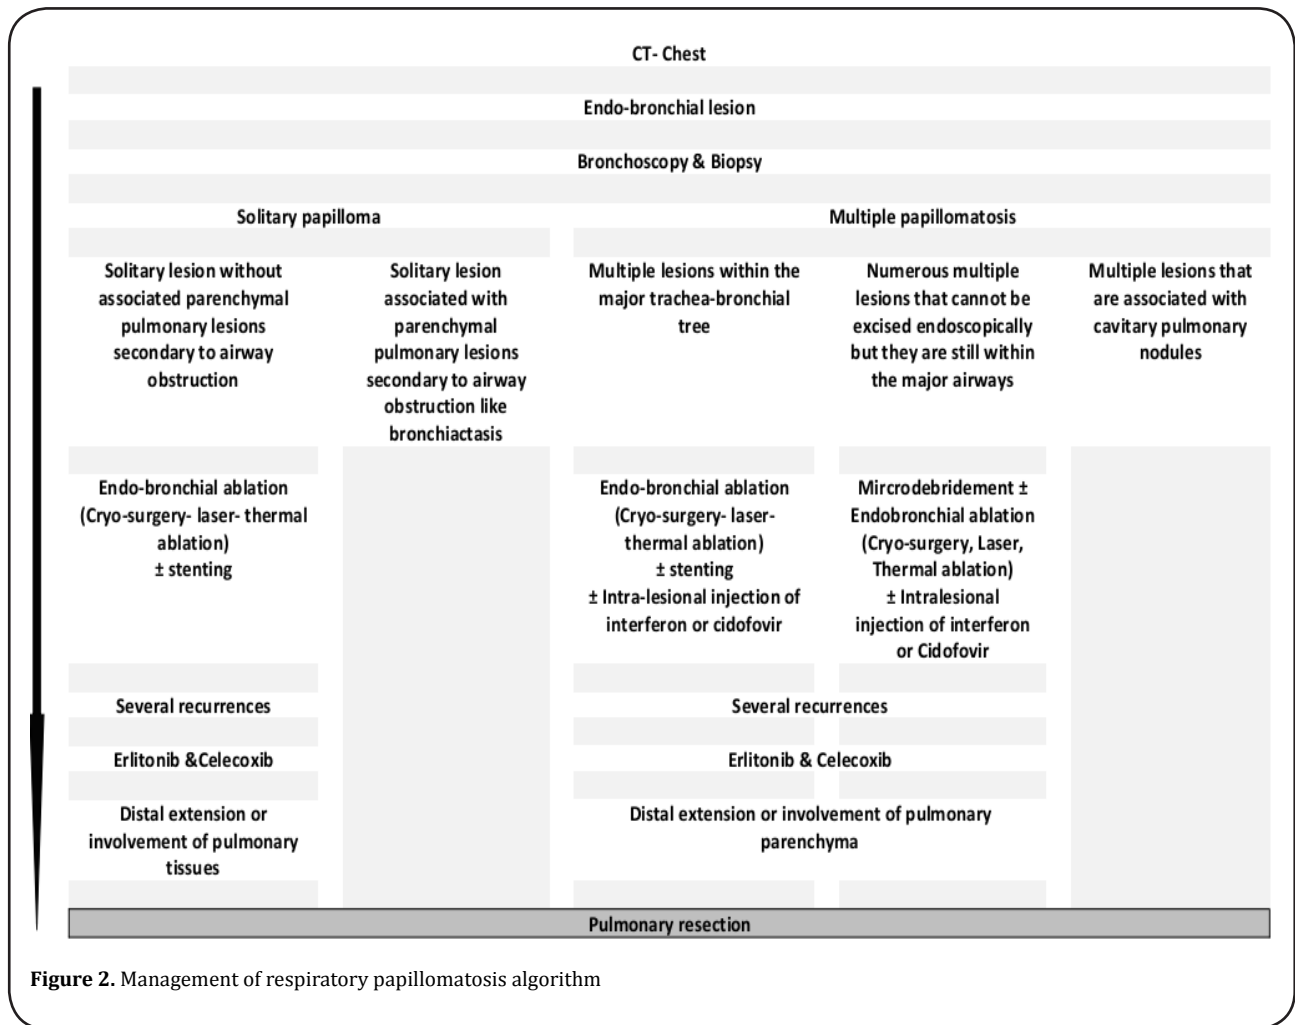 CT- Chest
Endo-bronchial lesion
Bronchoscopy & Biopsy
Solitary papilloma
Multiple papillomatosis
Solitary lesion without
associated parenchymal
pulmonary lesions
secondary to airway
obstruction
Solitary lesion
associated with
parenchymal
pulmonary lesions
secondary to airway
obstruction like
bronchiactasis
Multiple lesions within the
major trachea-bronchial
tree
Numerous multiple
lesions that cannot be
excised endoscopically
but they are still within
the major airways
Multiple lesions that
are associated with
cavitary pulmonary
nodules
Endo-bronchial ablation
(Cryo-surgery- laser- thermal
ablation)
± stenting
Endo-bronchial ablation
(Cryo-surgery- laser-
thermal ablation)
± stenting
± Intra-lesional injection of
interferon or cidofovir
Mircrodebridement ±
Endobronchial ablation
(Cryo-surgery, Laser,
Thermal ablation)
± Intralesional
injection of interferon
or Cidofovir
Several recurrences
Several recurrences
Erlitonib &Celecoxib
Erlitonib & Celecoxib
Distal extension or
involvement of pulmonary
tissues
Distal extension or involvement of pulmonary
parenchyma
Pulmonary resection
Figure 2. Management of respiratory papillomatosis algorithm